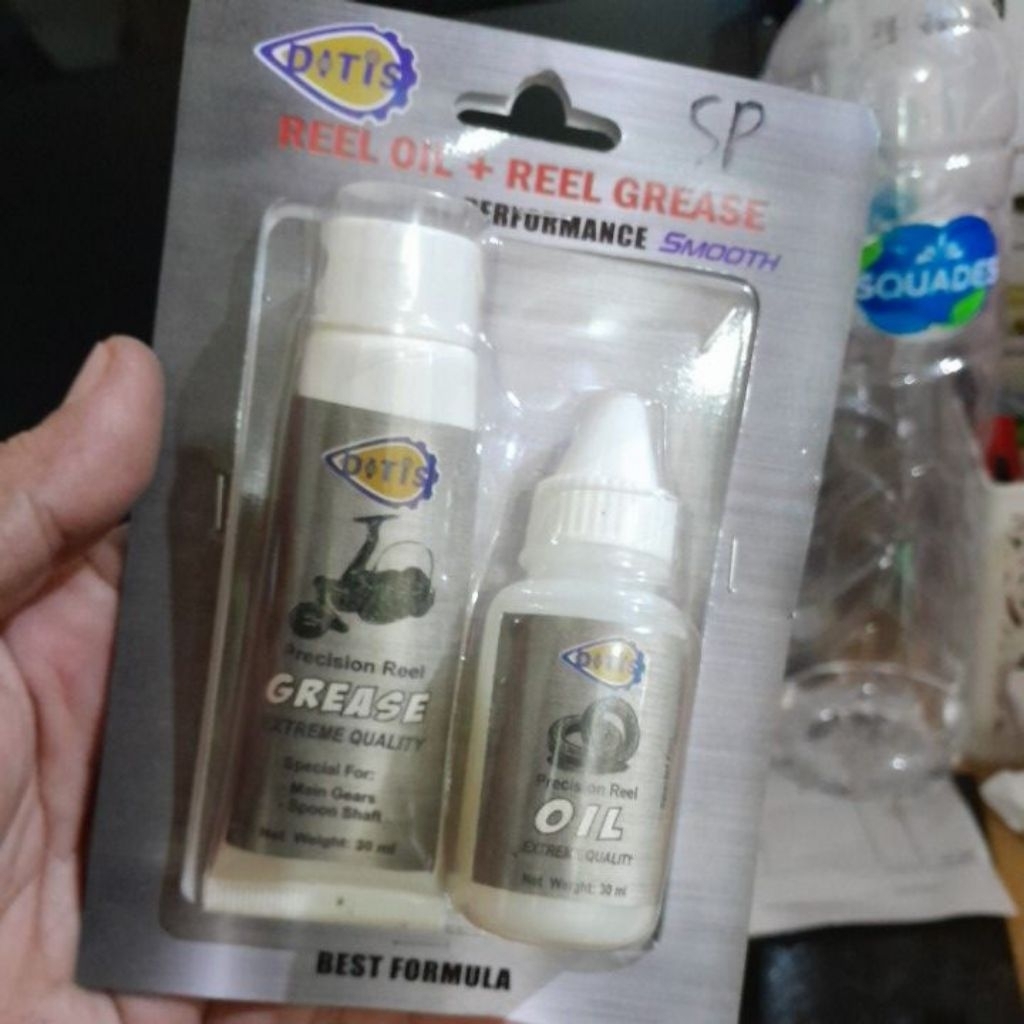 DiTiS
SP
REEL OIL + REEL GREASE
PERFORMANCE SMOOTH
SQUADES
DiTiS
Precision Reel
GREASE
EXTREME QUALITY
Special For:
- Main Gears
- Spoon Shaft
Net. Weight: 30 ml
DiTiS
Precision Reel
OIL
EXTREME QUALITY
Net. Weight: 30 ml
BEST FORMULA